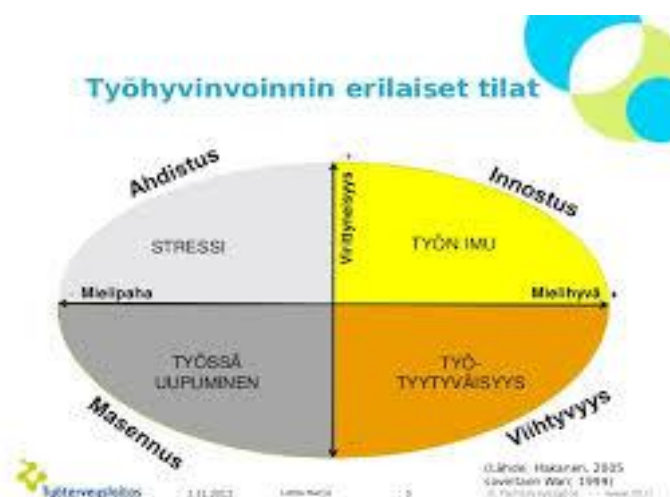 Työhyvinvoinnin erilaiset tilat
Ahdistus
Innostus
Virittyneisyys
STRESSI
TYÖN IMU
Mielipaha
Mielihyvä +
TYÖSSÄ
UUPUMINEN
TYÖ-
TYYTYVÄISYYS
Masennus
Viihtyvyys
(Lähde: Hakanen, 2005
soveltaen Warr, 1999)
Työterveyslaitos